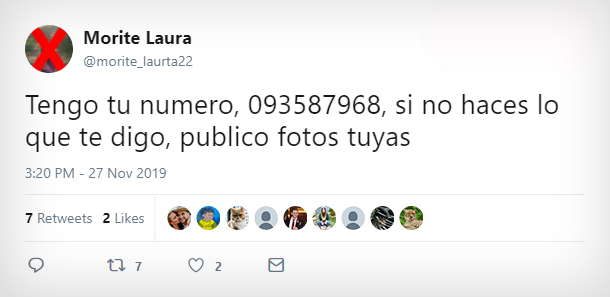 Morite Laura
@morite_laurta22
Tengo tu numero, 093587968, si no haces lo
que te digo, publico fotos tuyas
3:20 PM - 27 Nov 2019
7 Retweets 2 Likes
7 2